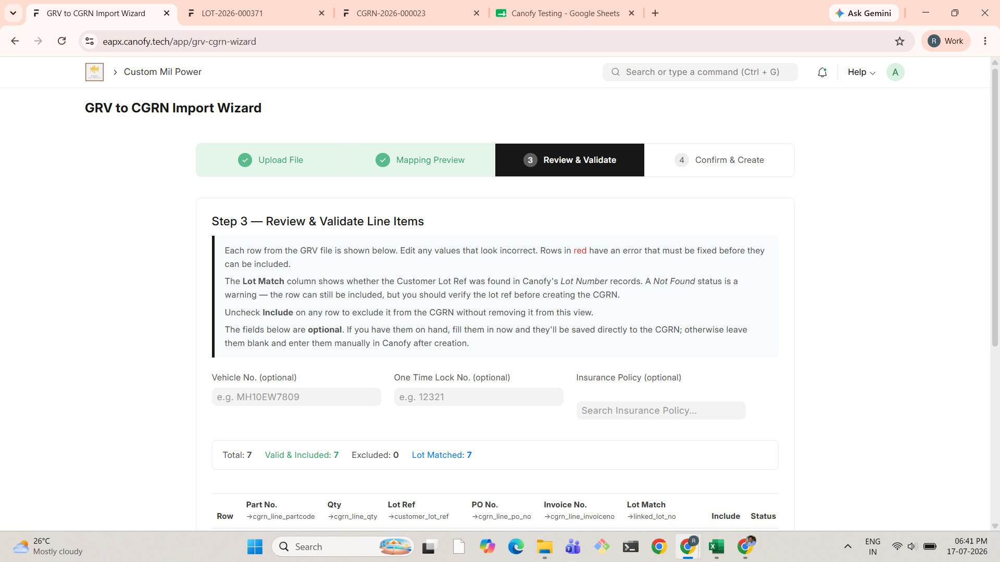 GRV to CGRN Import Wizard
LOT-2026-000371
CGRN-2026-000023
Canofy Testing - Google Sheets
Ask Gemini
eapx.canofy.tech/app/grv-cgrn-wizard
R Work
Custom Mil Power
Search or type a command (Ctrl + G)
Help
A
GRV to CGRN Import Wizard
Upload File
Mapping Preview
3 Review & Validate
4 Confirm & Create
Step 3 — Review & Validate Line Items
Each row from the GRV file is shown below. Edit any values that look incorrect. Rows in red have an error that must be fixed before they
can be included.
The Lot Match column shows whether the Customer Lot Ref was found in Canofy's Lot Number records. A Not Found status is a
warning — the row can still be included, but you should verify the lot ref before creating the CGRN.
Uncheck Include on any row to exclude it from the CGRN without removing it from this view.
The fields below are optional. If you have them on hand, fill them in now and they'll be saved directly to the CGRN; otherwise leave
them blank and enter them manually in Canofy after creation.
Vehicle No. (optional)
One Time Lock No. (optional)
Insurance Policy (optional)
e.g. MH10EW7809
e.g. 12321
Search Insurance Policy...
Total: 7 Valid & Included: 7 Excluded: 0 Lot Matched: 7
Row
Part No.
→cgrn_line_partcode
Qty
→cgrn_line_qty
Lot Ref
→customer_lot_ref
PO No.
→cgrn_line_po_no
Invoice No.
→cgrn_line_invoiceno
Lot Match
→linked_lot_no
Include
Status
26°C
Mostly cloudy
Search
R
ENG
IN
06:41 PM
17-07-2026